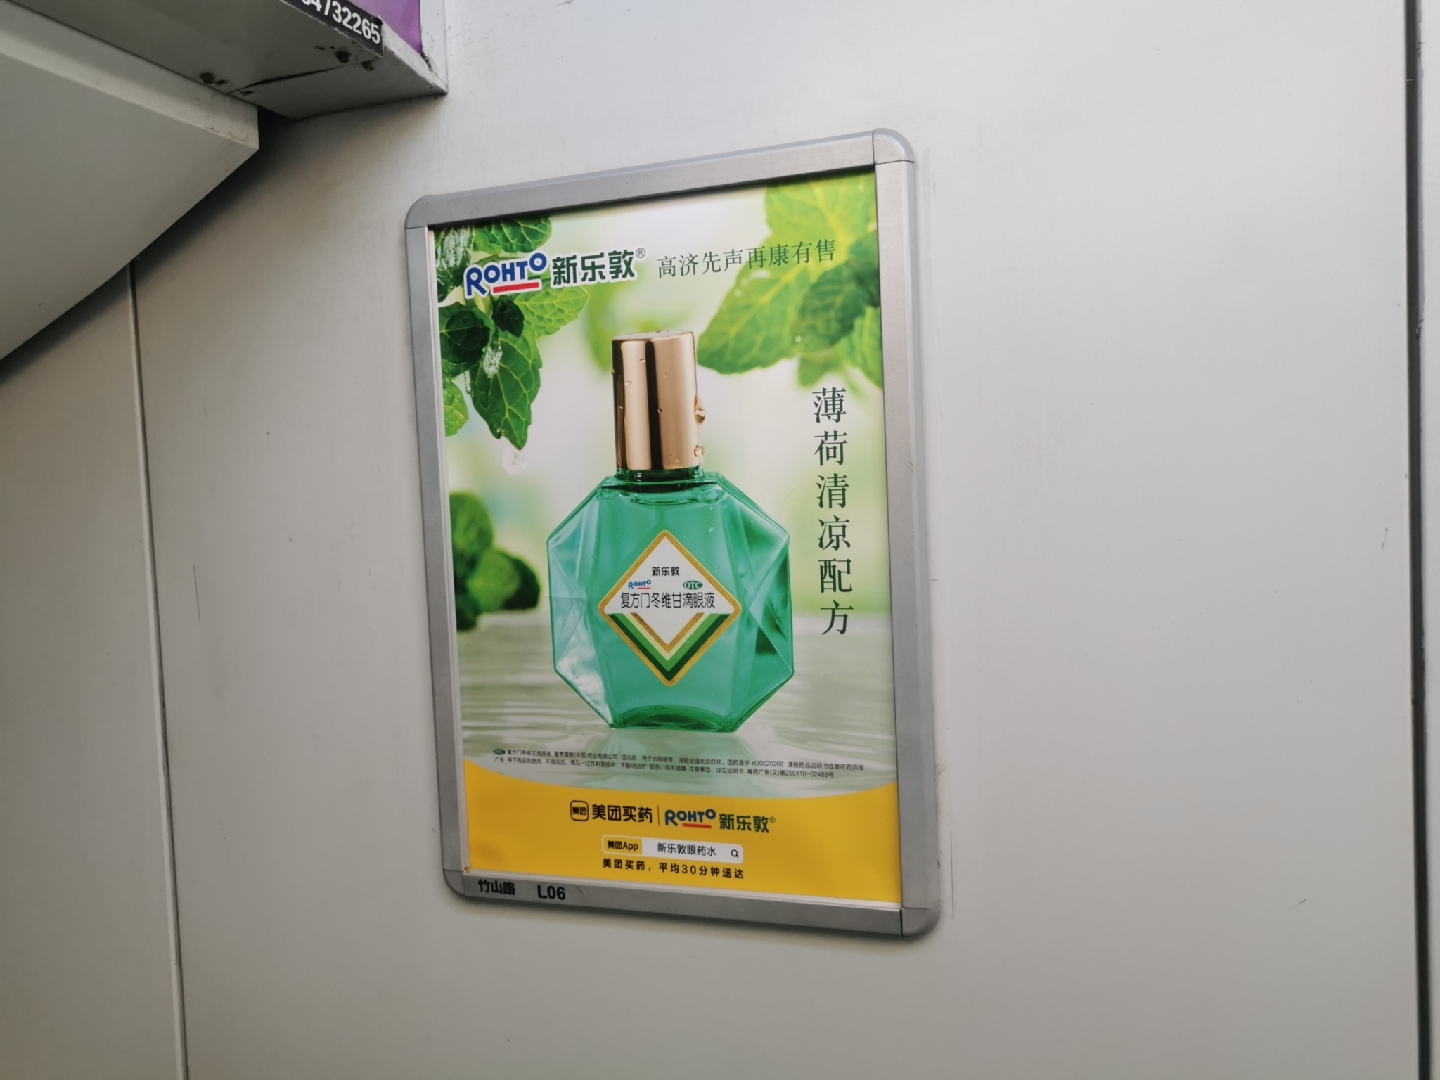 4732265
ROHTO 新乐敦® 高济先声再康有售
薄荷清凉配方
新乐敦
ROHTO OTC
复方门冬维甘滴眼液
美团 美团买药 | ROHTO 新乐敦®
美团App 新乐敦眼药水
美团买药，平均30分钟送达
竹山路 L06